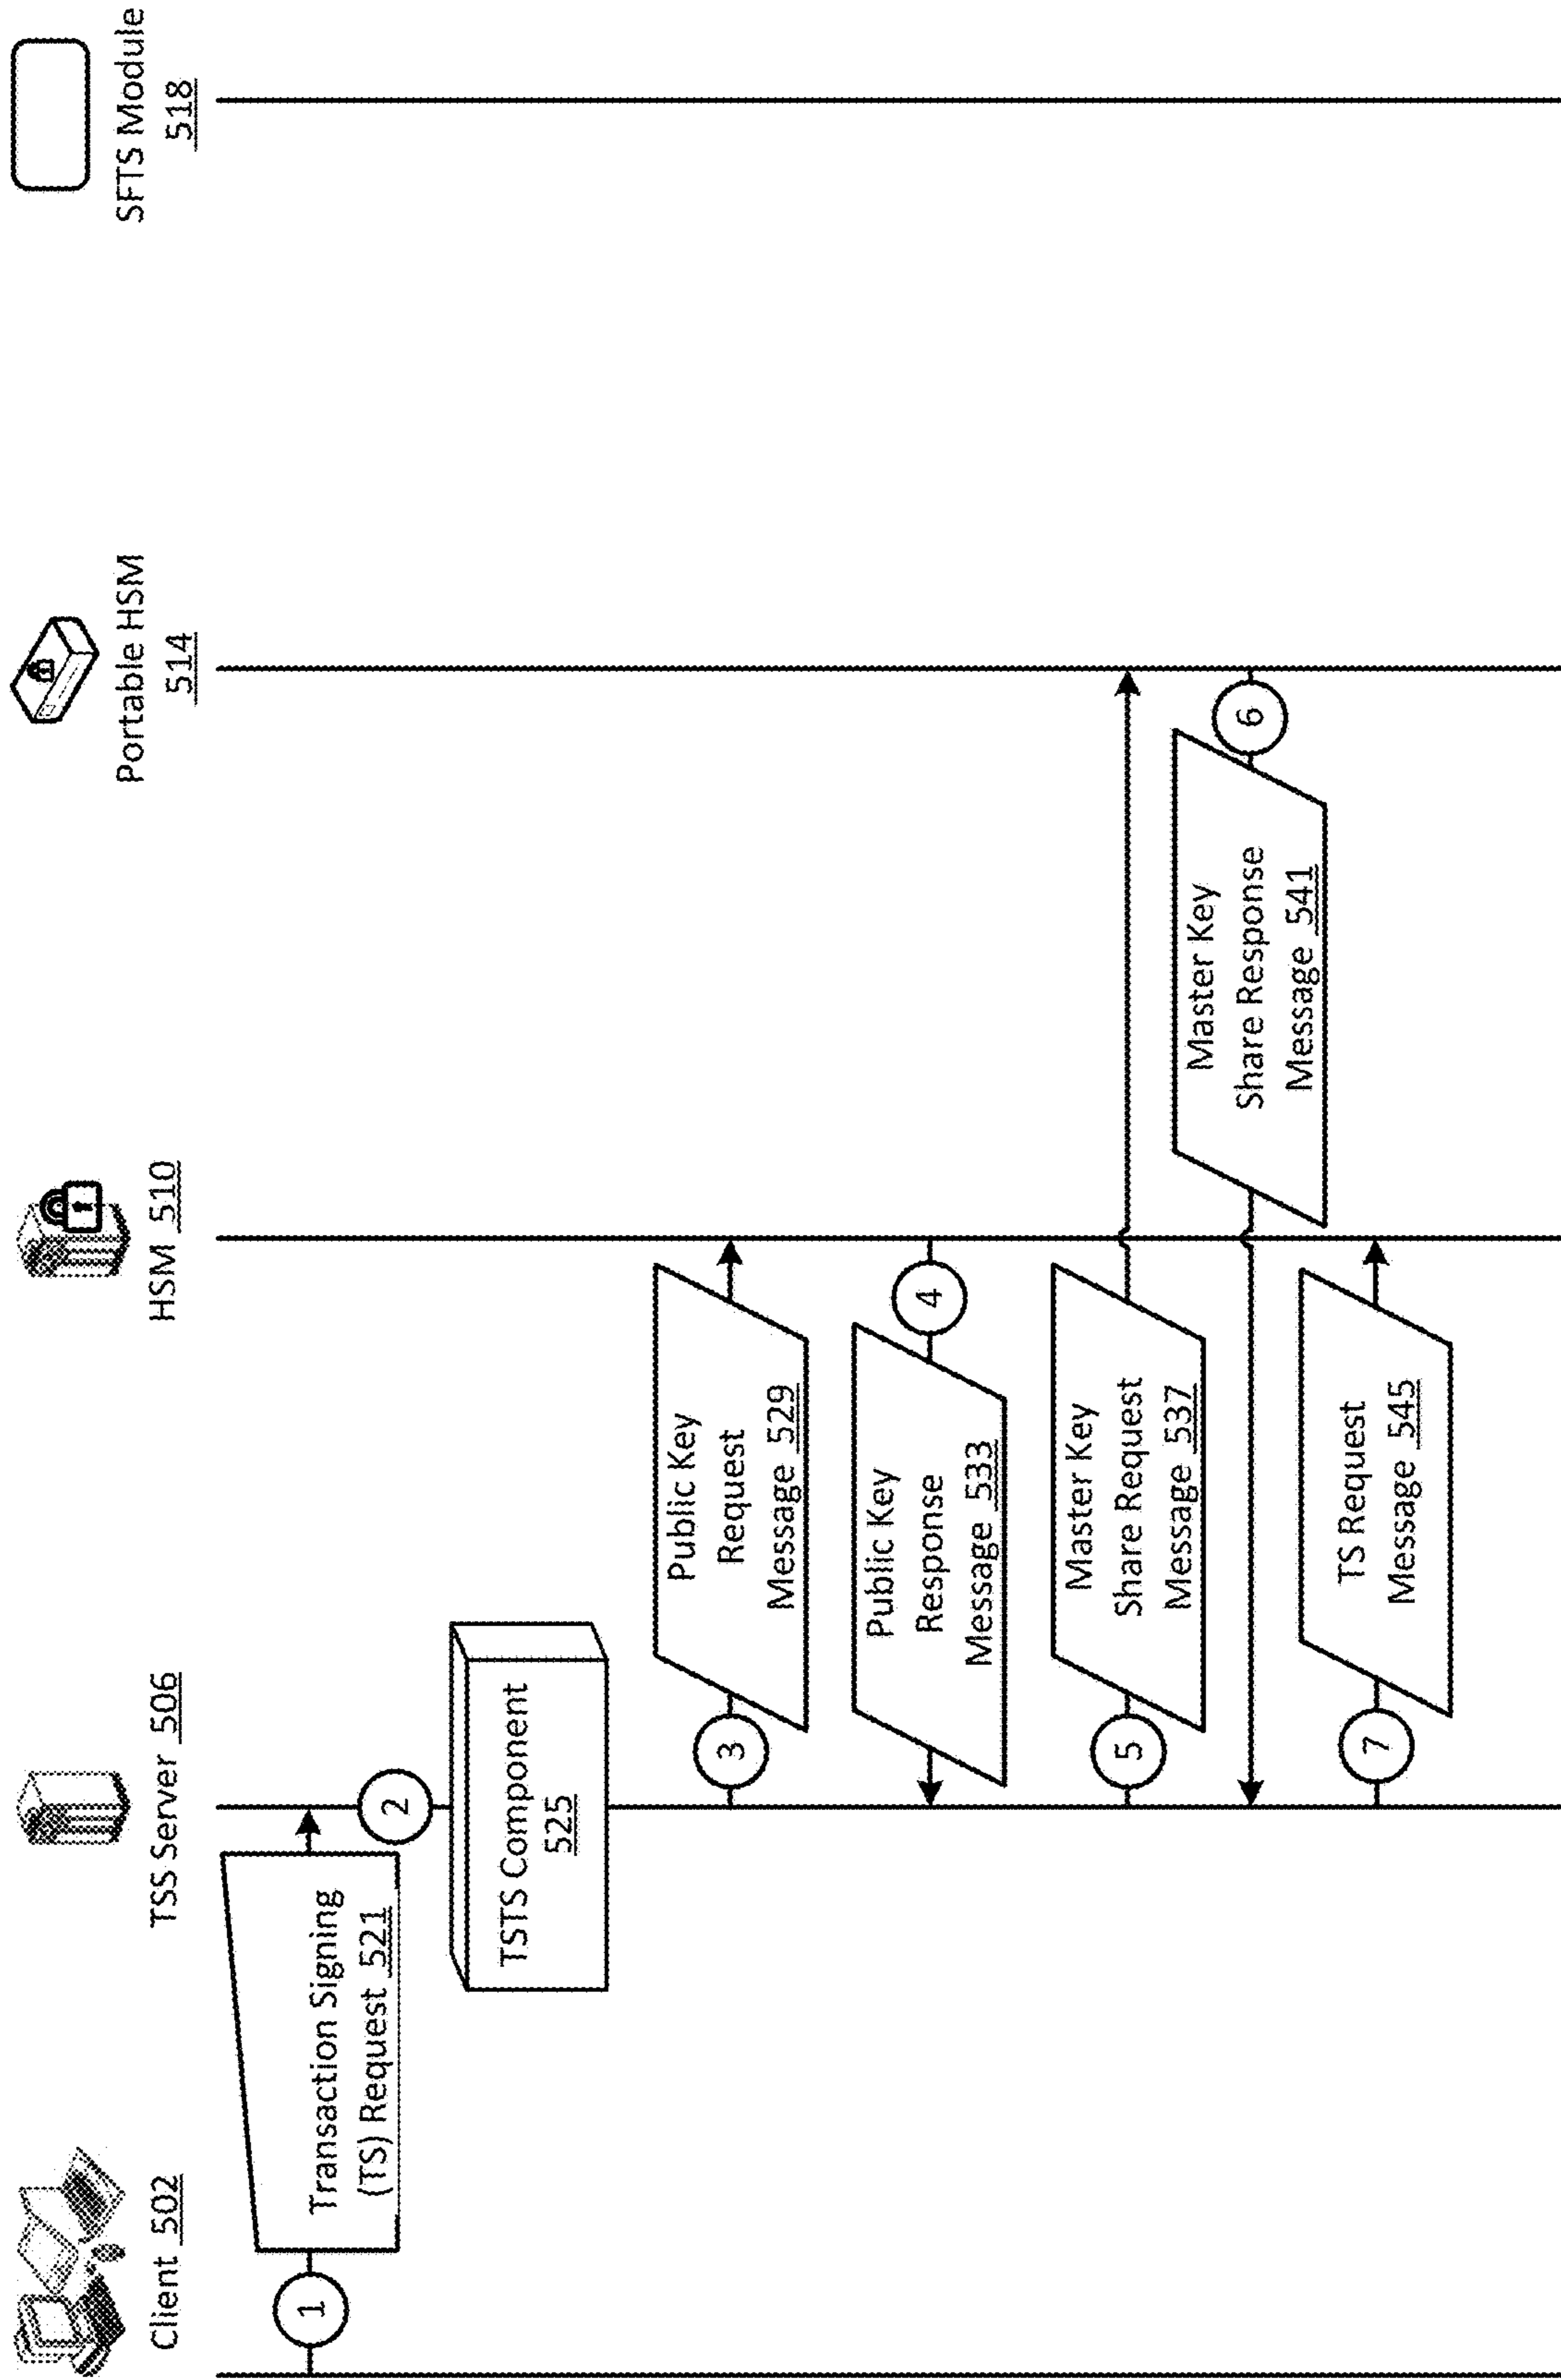 Client 502
TSS Server 506
HSM 510
Portable HSM
514
SFTS Module
518
1
Transaction Signing
(TS) Request 521
2
TSTS Component
525
3
Public Key
Request
Message 529
4
Public Key
Response
Message 533
5
Master Key
Share Request
Message 537
6
Master Key
Share Response
Message 541
7
TS Request
Message 545